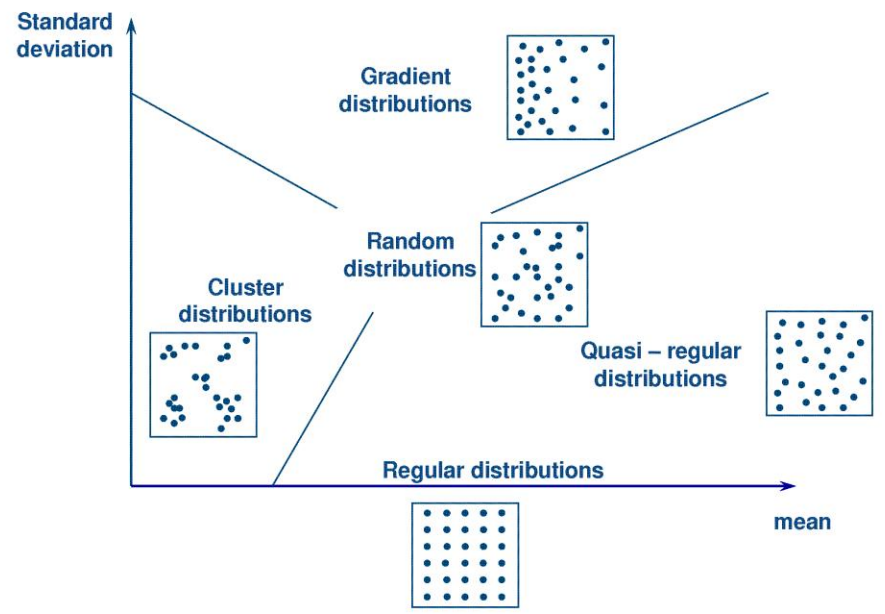 Standard
deviation
Gradient
distributions
Random
distributions
Cluster
distributions
Quasi – regular
distributions
Regular distributions
mean